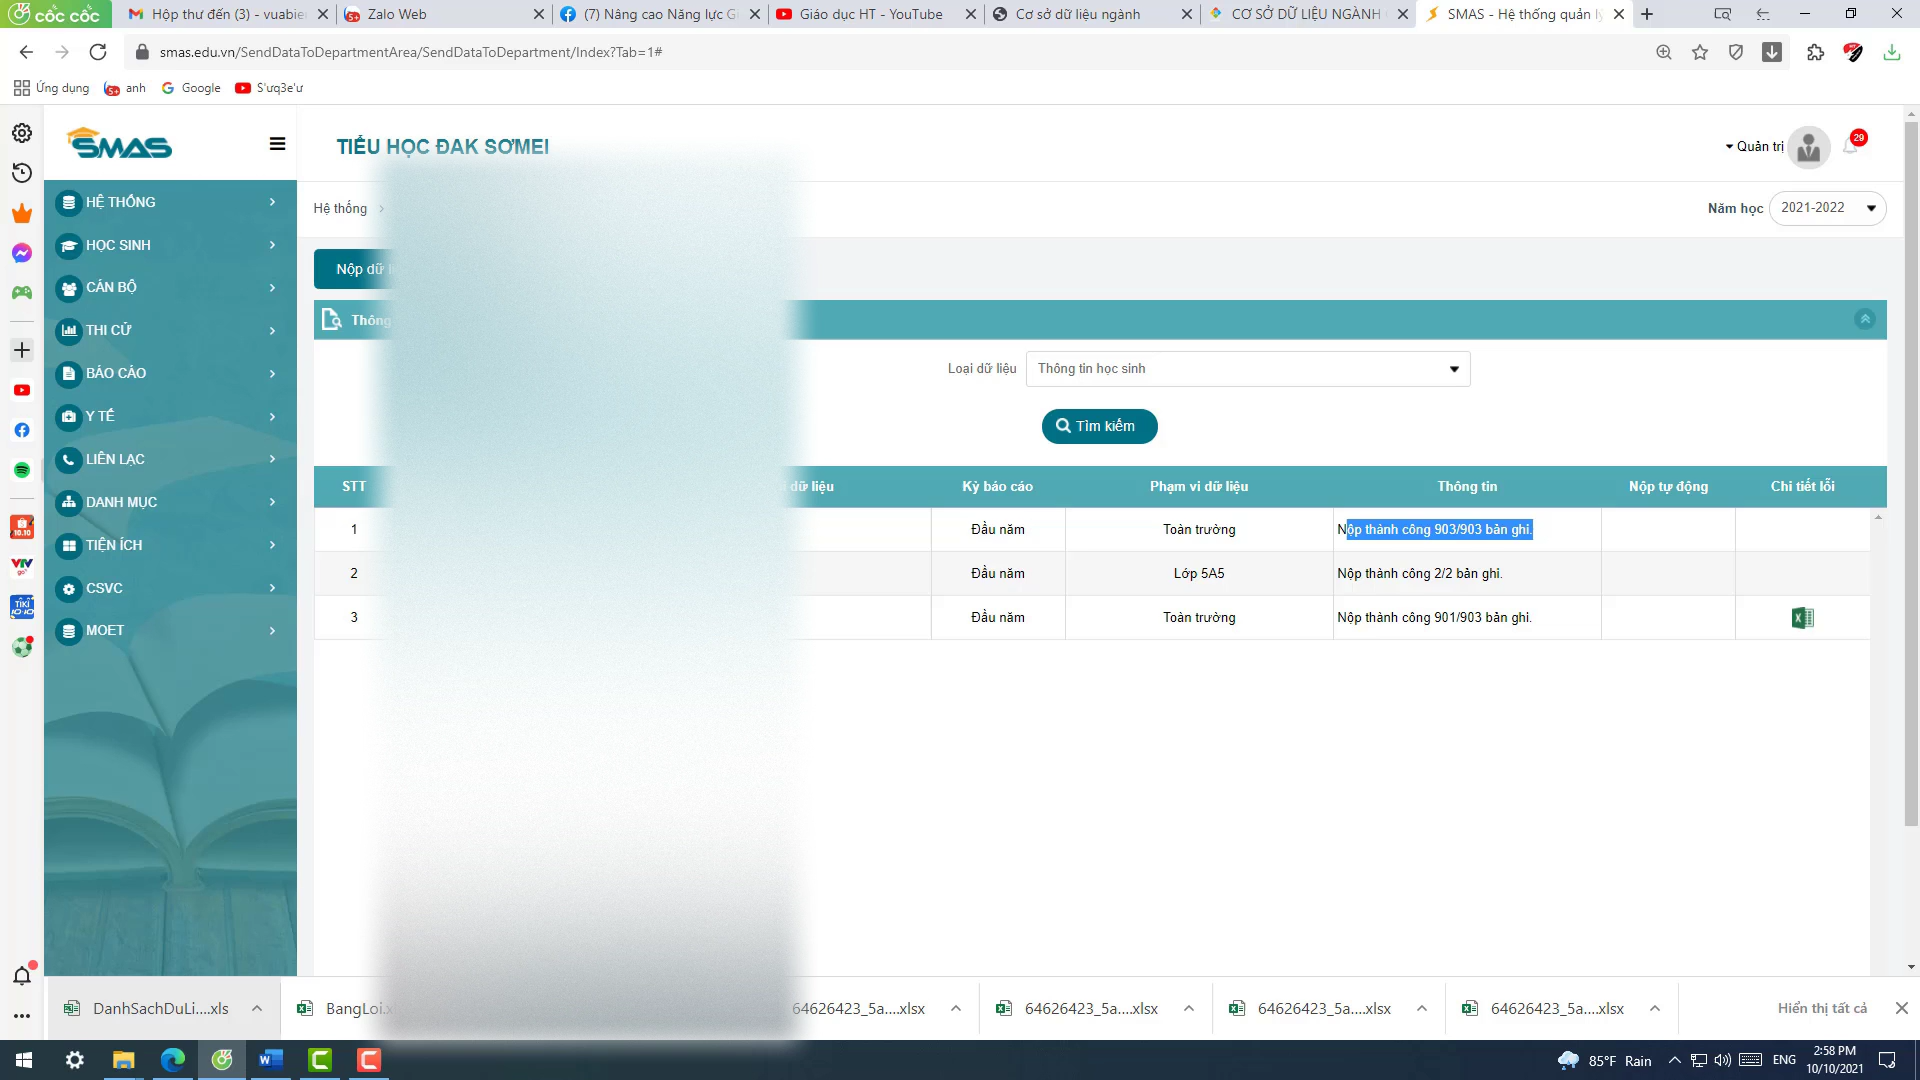 cốc cốc
Hộp thư đến (3) - vuabie
Zalo Web
(7) Nâng cao Năng lực G
Giáo dục HT - YouTube
Cơ sở dữ liệu ngành
CƠ SỞ DỮ LIỆU NGÀNH
SMAS - Hệ thống quản lý
smas.edu.vn/SendDataToDepartmentArea/SendDataToDepartment/Index?Tab=1#
Ứng dụng
anh
Google
S'ưq3e'ư
SMAS
TIỂU HỌC ĐAK SƠMEI
Quản trị
29
HỆ THỐNG
HỌC SINH
CÁN BỘ
THI CỬ
BÁO CÁO
Y TẾ
LIÊN LẠC
DANH MỤC
TIỆN ÍCH
CSVC
MOET
Hệ thống
Năm học 2021-2022
Nộp dữ
Thông
Loại dữ liệu Thông tin học sinh
Tìm kiếm
STT dữ liệu Kỳ báo cáo Phạm vi dữ liệu Thông tin Nộp tự động Chi tiết lỗi
1 Đầu năm Toàn trường Nộp thành công 903/903 bản ghi.
2 Đầu năm Lớp 5A5 Nộp thành công 2/2 bản ghi.
3 Đầu năm Toàn trường Nộp thành công 901/903 bản ghi.
10.10
VTV
go
TIKI
10·10
DanhSachDuLi....xls
BangLoi.
64626423_5a....xlsx
64626423_5a....xlsx
64626423_5a....xlsx
64626423_5a....xlsx
Hiển thị tất cả
85°F Rain
ENG
2:58 PM
10/10/2021